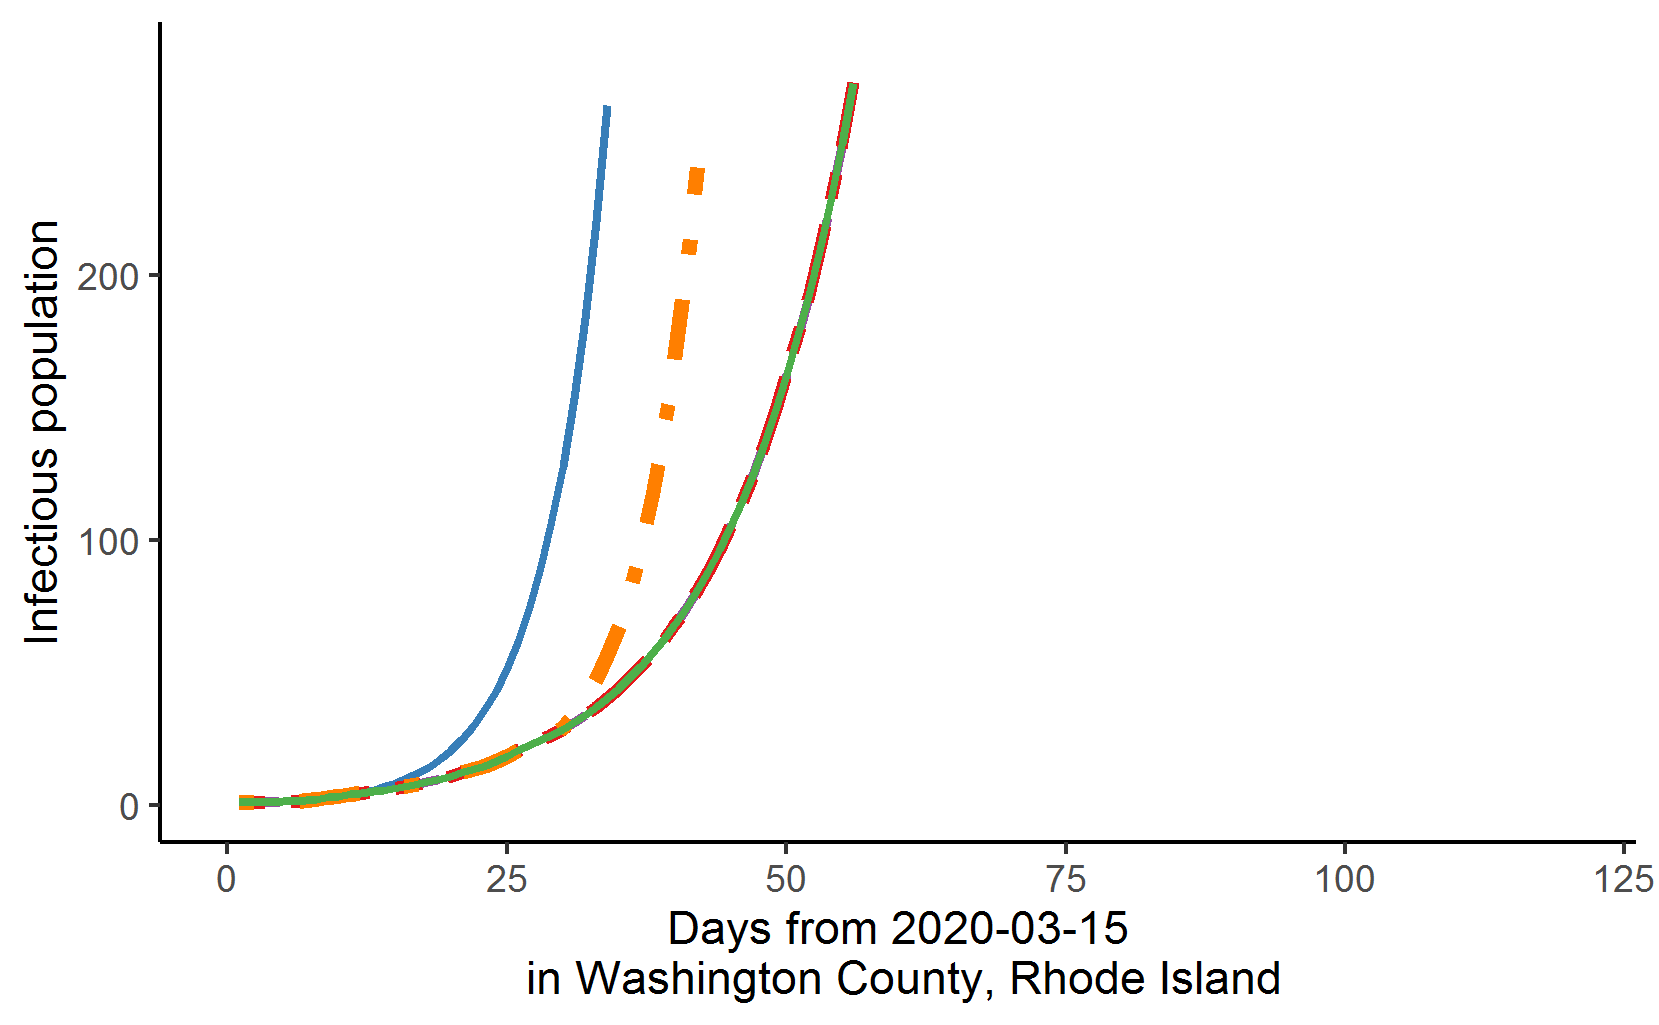 Infectious population
200
100
0
0 25 50 75 100 125
Days from 2020-03-15
in Washington County, Rhode Island